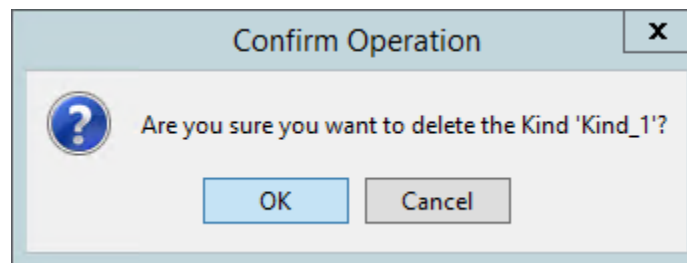 Confirm Operation
x
?
Are you sure you want to delete the Kind 'Kind_1'?
OK Cancel